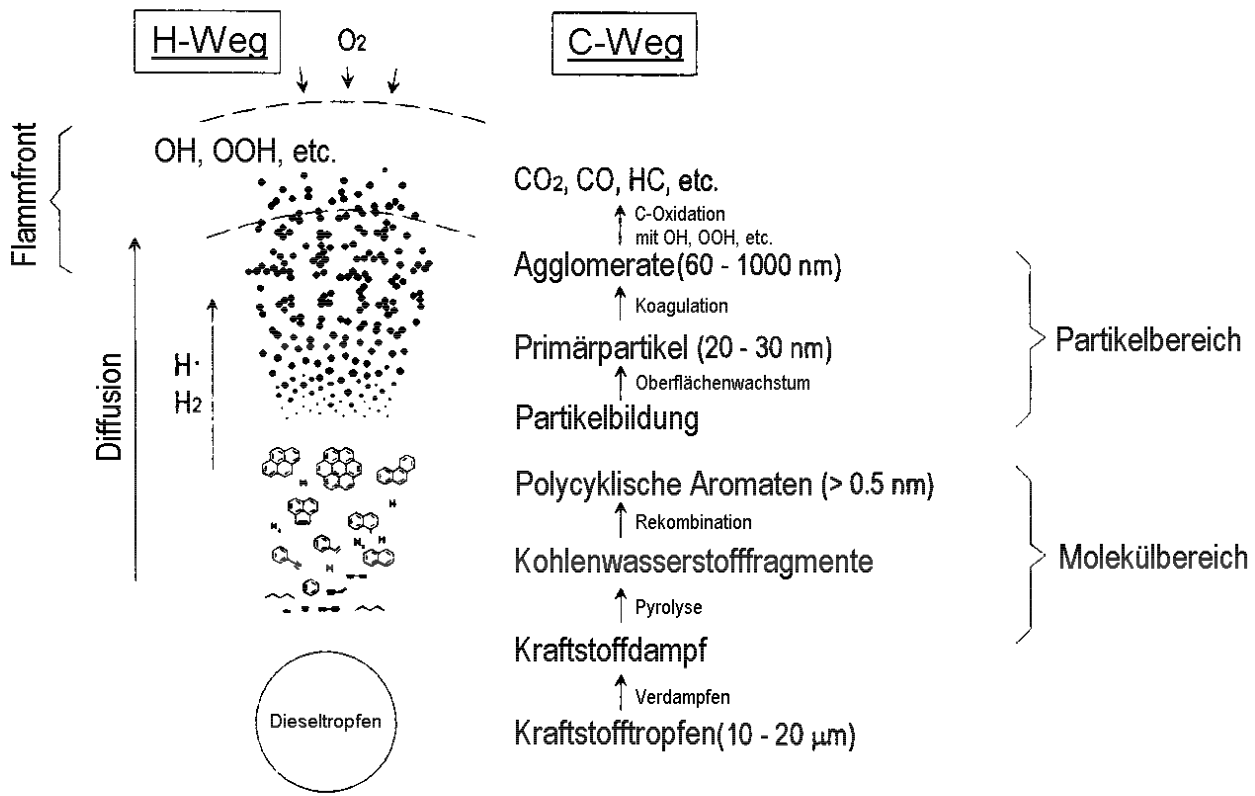 H-Weg
O2
C-Weg
Flammfront
OH, OOH, etc.
CO2, CO, HC, etc.
C-Oxidation
mit OH, OOH, etc.
Agglomerate(60 - 1000 nm)
Koagulation
Primärpartikel (20 - 30 nm)
Oberflächenwachstum
Partikelbildung
Partikelbereich
Diffusion
H·
H2
H
H
H2
H
H2
H
Polycyklische Aromaten (> 0.5 nm)
Rekombination
Kohlenwasserstofffragmente
Pyrolyse
Kraftstoffdampf
Molekülbereich
Verdampfen
Kraftstofftropfen(10 - 20 µm)
Dieseltropfen